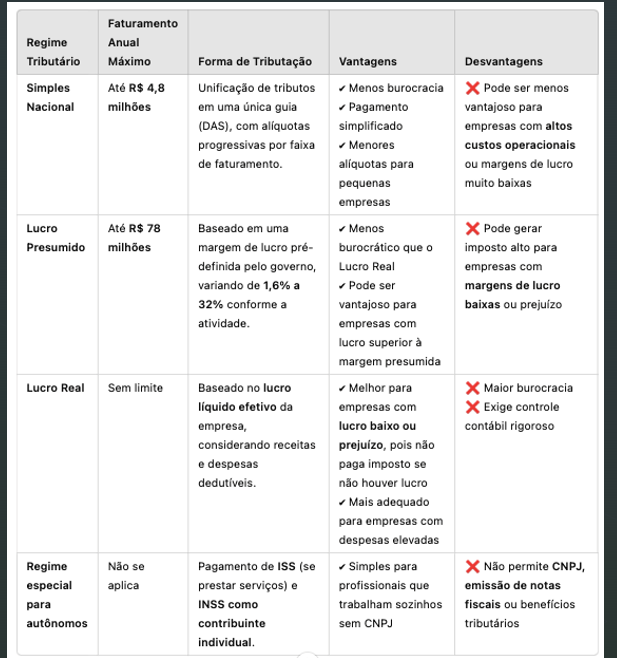 Regime
Tributário
Faturamento
Anual
Máximo
Forma de Tributação
Vantagens
Desvantagens
Simples
Nacional
Até R$ 4,8
milhões
Unificação de tributos
em uma única guia
(DAS), com alíquotas
progressivas por faixa
de faturamento.
✔ Menos burocracia
✔ Pagamento
simplificado
✔ Menores
alíquotas para
pequenas
empresas
❌ Pode ser menos
vantajoso para
empresas com altos
custos operacionais
ou margens de lucro
muito baixas
Lucro
Presumido
Até R$ 78
milhões
Baseado em uma
margem de lucro pré-
definida pelo governo,
variando de 1,6% a
32% conforme a
atividade.
✔ Menos
burocrático que o
Lucro Real
✔ Pode ser
vantajoso para
empresas com
lucro superior à
margem presumida
❌ Pode gerar
imposto alto para
empresas com
margens de lucro
baixas ou prejuízo
Lucro Real
Sem limite
Baseado no lucro
líquido efetivo da
empresa,
considerando receitas
e despesas
dedutíveis.
✔ Melhor para
empresas com
lucro baixo ou
prejuízo, pois não
paga imposto se
não houver lucro
✔ Mais adequado
para empresas com
despesas elevadas
❌ Maior burocracia
❌ Exige controle
contábil rigoroso
Regime
especial
para
autônomos
Não se
aplica
Pagamento de ISS (se
prestar serviços) e
INSS como
contribuinte
individual.
✔ Simples para
profissionais que
trabalham sozinhos
sem CNPJ
❌ Não permite CNPJ,
emissão de notas
fiscais ou benefícios
tributários